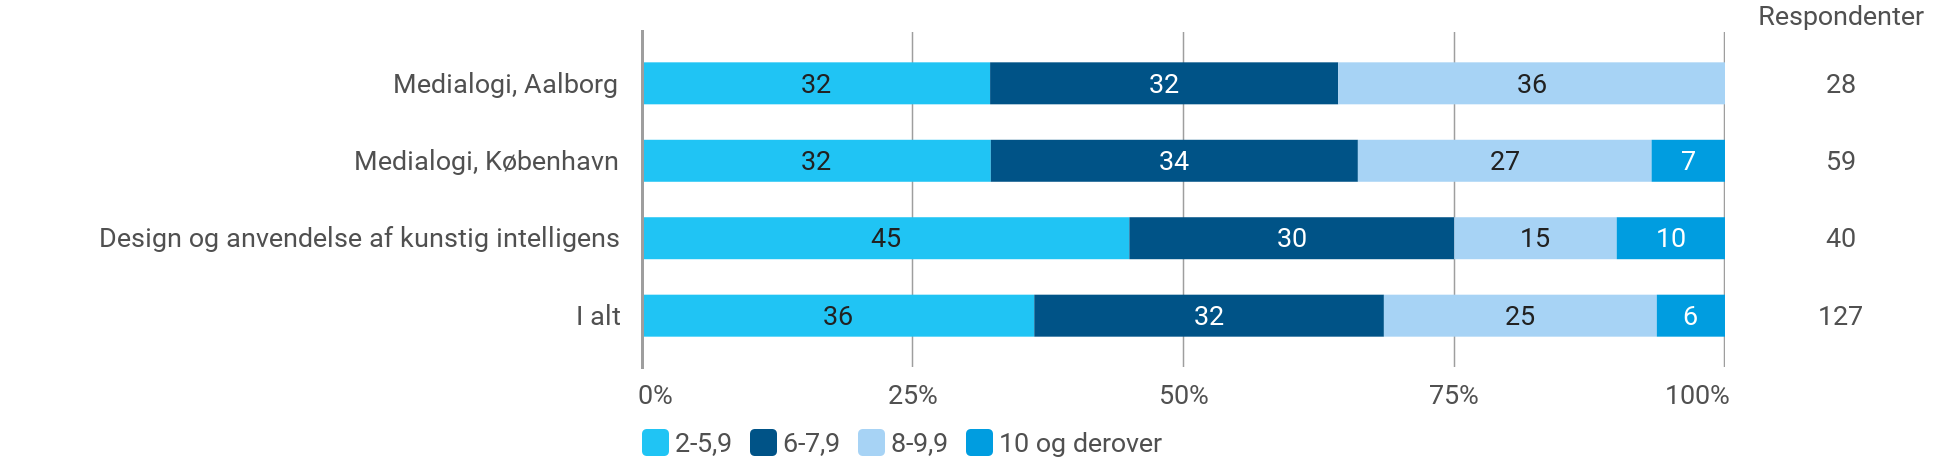 Respondenter
Medialogi, Aalborg 32 32 36 28
Medialogi, København 32 34 27 7 59
Design og anvendelse af kunstig intelligens 45 30 15 10 40
I alt 36 32 25 6 127
0% 25% 50% 75% 100%
2-5,9 6-7,9 8-9,9 10 og derover